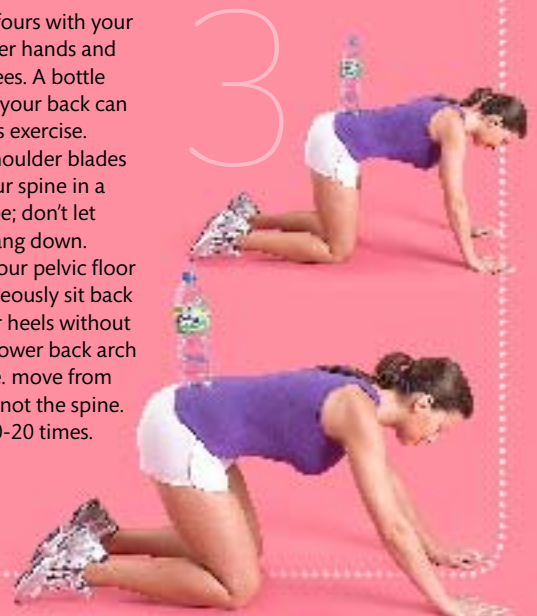 fours with your
er hands and
ees. A bottle
your back can
s exercise.
houlder blades
ur spine in a
e; don't let
ang down.
our pelvic floor
eously sit back
r heels without
ower back arch
e. move from
not the spine.
0-20 times.
3